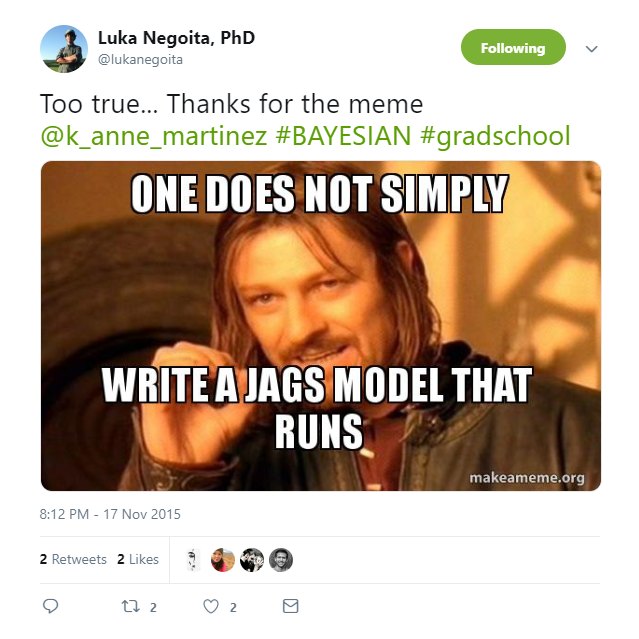 Luka Negoita, PhD
@lukanegoita
Following
Too true... Thanks for the meme
@k_anne_martinez #BAYESIAN #gradschool
ONE DOES NOT SIMPLY
WRITE A JAGS MODEL THAT
RUNS
makeameme.org
8:12 PM - 17 Nov 2015
2 Retweets 2 Likes
2 2